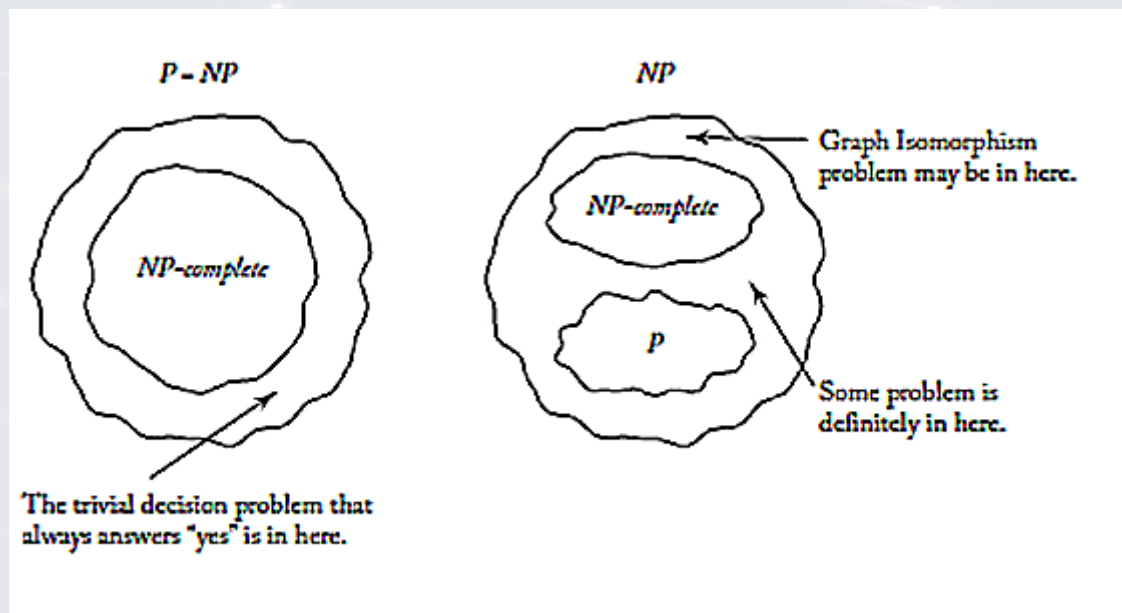 P = NP
NP
NP-complete
The trivial decision problem that
always answers “yes” is in here.
Graph Isomorphism
problem may be in here.
NP-complete
P
Some problem is
definitely in here.